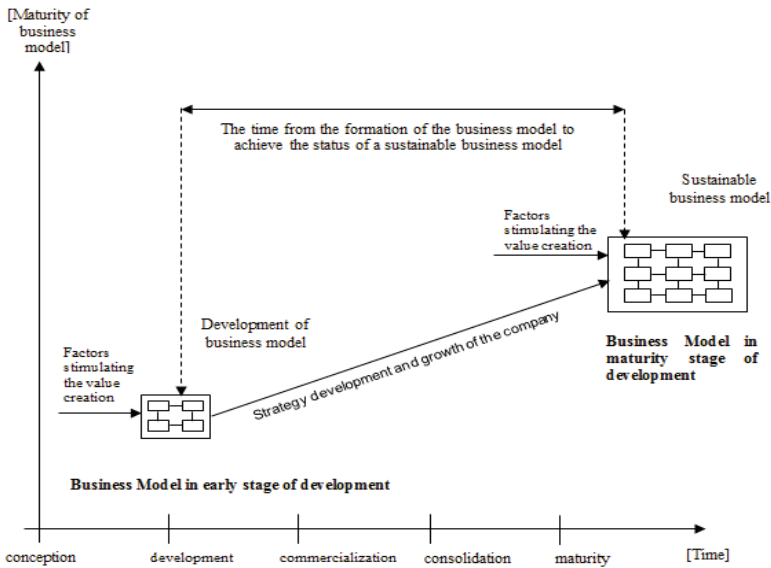 [Maturity of
business
model]
The time from the formation of the business model to
achieve the status of a sustainable business model
Sustainable
business model
Factors
stimulating the
value creation
Development of
business model
Strategy development and growth of the company
Business Model in
maturity stage of
development
Factors
stimulating
the value
creation
Business Model in early stage of development
conception development commercialization consolidation maturity [Time]